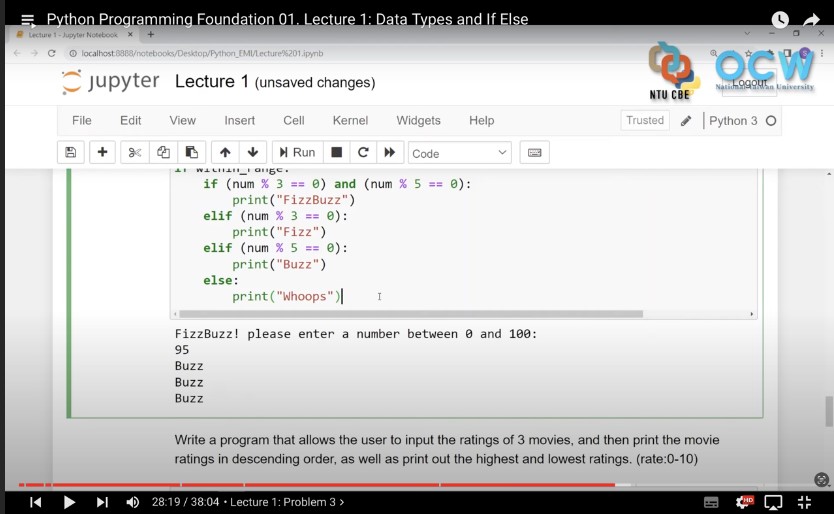 Python Programming Foundation 01. Lecture 1: Data Types and If Else
Lecture 1 - Jupyter Notebook
localhost:8888/notebooks/Desktop/Python_EMI/Lecture%201.ipynb
jupyter Lecture 1 (unsaved changes)
NTU CBE
OCW
National Taiwan University
Logout
File Edit View Insert Cell Kernel Widgets Help
Trusted Python 3
Run Code
if within_range:
if (num % 3 == 0) and (num % 5 == 0):
print("FizzBuzz")
elif (num % 3 == 0):
print("Fizz")
elif (num % 5 == 0):
print("Buzz")
else:
print("Whoops")
FizzBuzz! please enter a number between 0 and 100:
95
Buzz
Buzz
Buzz
Write a program that allows the user to input the ratings of 3 movies, and then print the movie
ratings in descending order, as well as print out the highest and lowest ratings. (rate:0-10)
28:19 / 38:04 • Lecture 1: Problem 3 >
HD